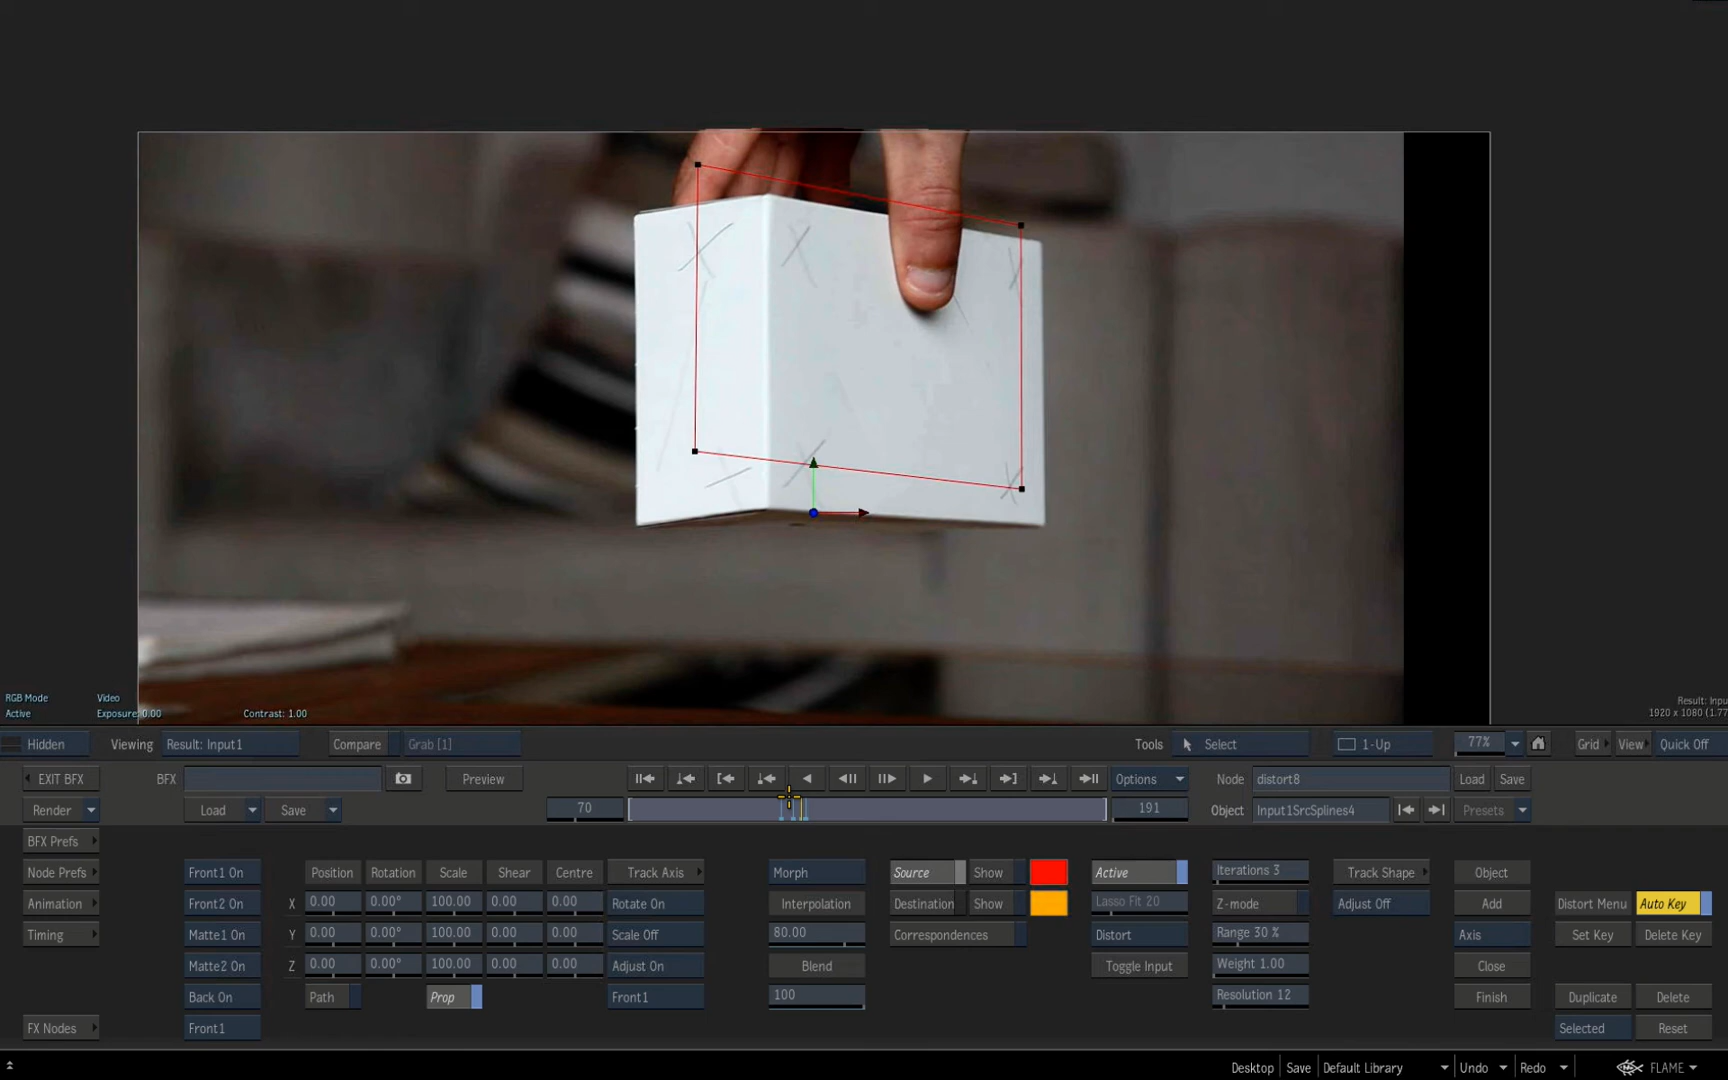 RGB Mode Video
Active Exposure: 0.00 Contrast: 1.00
Result: Inpu
1920 x 1080 (1.77
Hidden Viewing Result: Input1 Compare Grab [1] Tools Select 1-Up 77% Grid View Quick Off
EXIT BFX BFX Preview Options Node distort8 Load Save
Render Load Save 70 191 Object Input1SrcSplines4 Presets
BFX Prefs
Node Prefs Front1 On Position Rotation Scale Shear Centre Track Axis Morph Source Show Active Iterations 3 Track Shape Object
Animation Front2 On X 0.00 0.00° 100.00 0.00 0.00 Rotate On Interpolation Destination Show Lasso Fit 20 Z-mode Adjust Off Add Distort Menu Auto Key
Timing Matte1 On Y 0.00 0.00° 100.00 0.00 0.00 Scale Off 80.00 Correspondences Distort Range 30 % Axis Set Key Delete Key
Matte2 On Z 0.00 0.00° 100.00 0.00 0.00 Adjust On Blend Toggle Input Weight 1.00 Close
Back On Path Prop Front1 100 Resolution 12 Finish Duplicate Delete
FX Nodes Front1 Selected Reset
Desktop Save Default Library Undo Redo FLAME